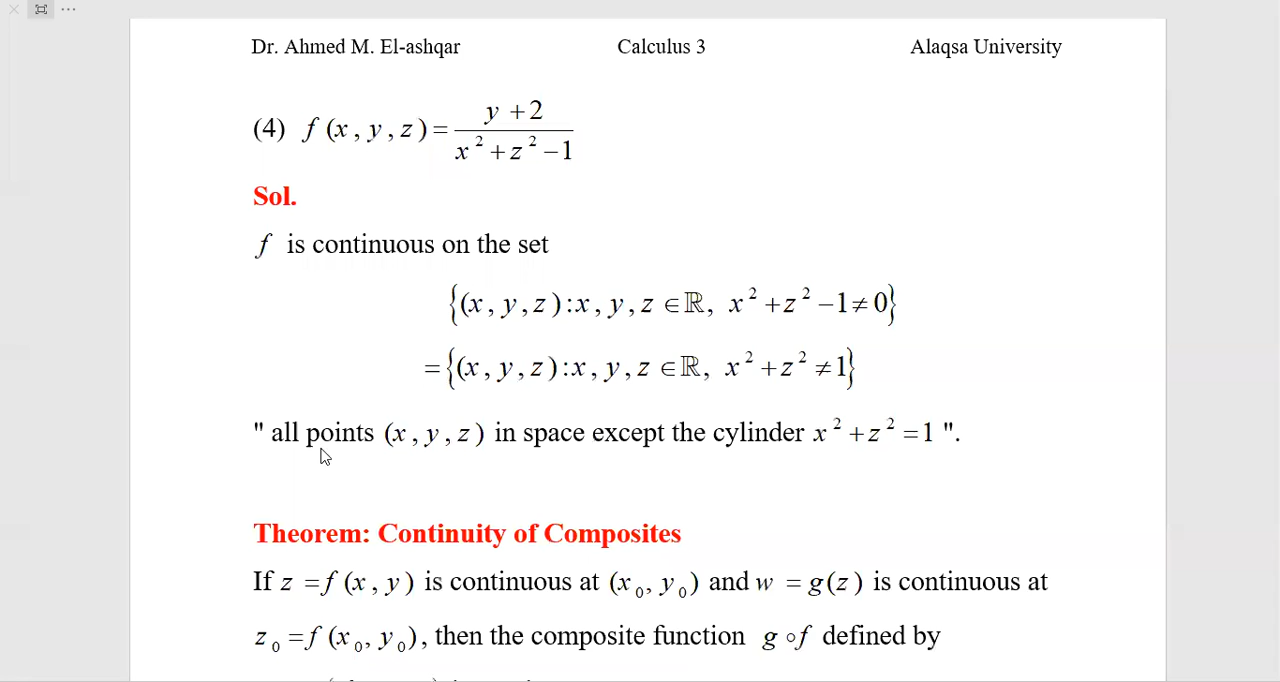 Dr. Ahmed M. El-ashqar Calculus 3 Alaqsa University
(4) f (x, y, z) = \frac{y + 2}{x² + z² − 1}
Sol.
f is continuous on the set
{(x, y, z) : x, y, z ∈ ℝ, x² + z² − 1 ≠ 0}
= {(x, y, z) : x, y, z ∈ ℝ, x² + z² ≠ 1}
" all points (x, y, z) in space except the cylinder x² + z² = 1 ".
Theorem: Continuity of Composites
If z = f (x, y) is continuous at (x₀, y₀) and w = g(z) is continuous at
z₀ = f (x₀, y₀), then the composite function g ∘ f defined by